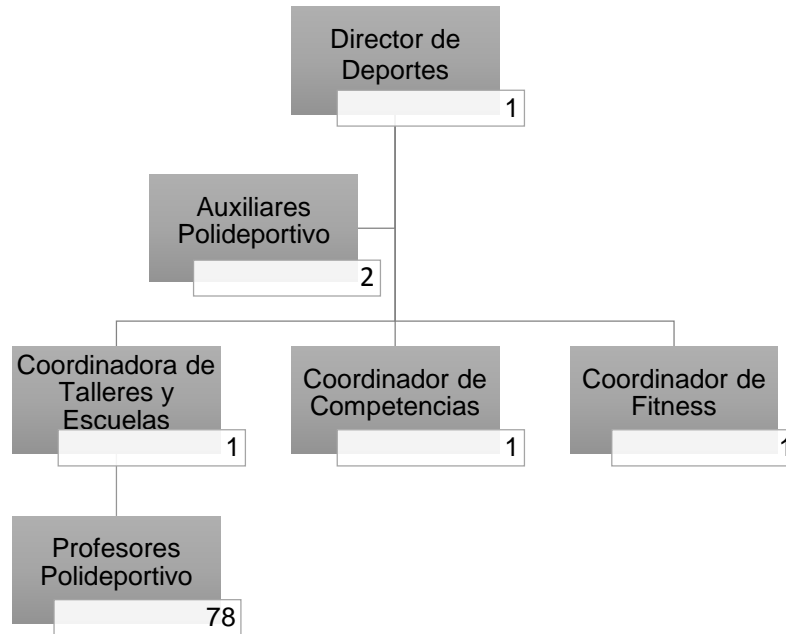 Director de
Deportes
1
Auxiliares
Polideportivo
2
Coordinadora de
Talleres y
Escuelas
1
Coordinador de
Competencias
1
Coordinador de
Fitness
1
Profesores
Polideportivo
78